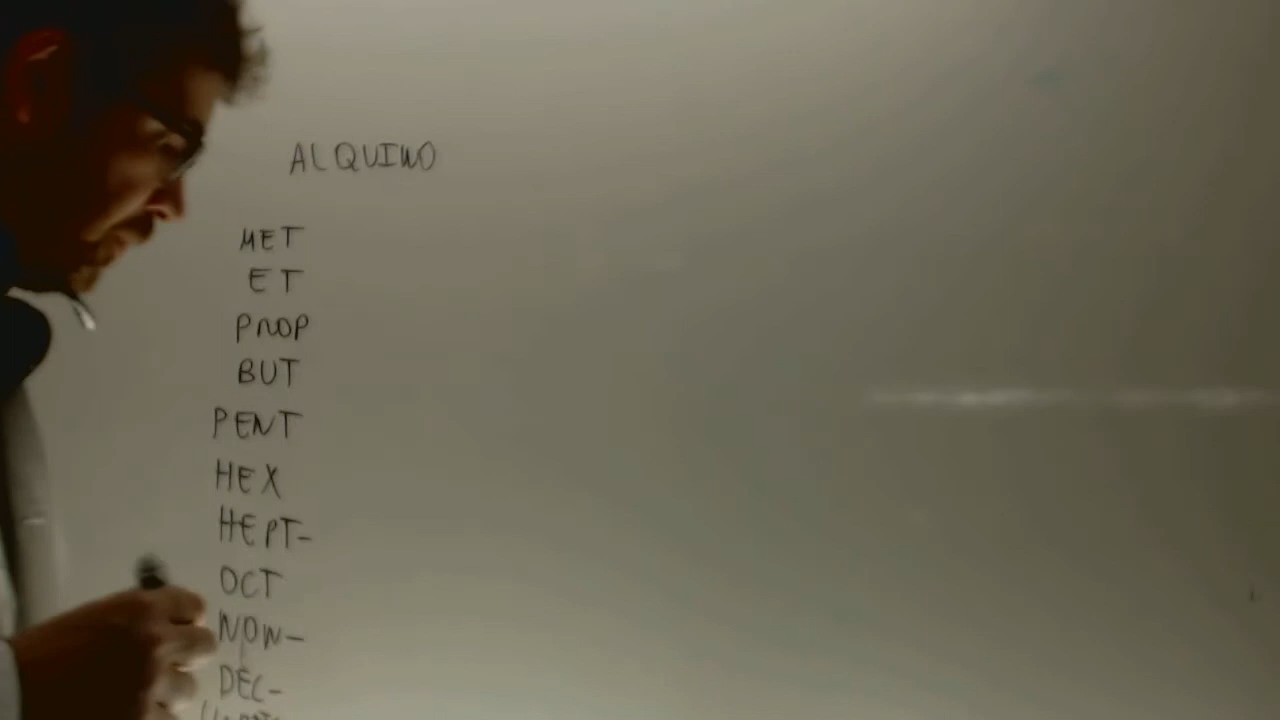 ALQUINO
MET
ET
PROP
BUT
PENT
HEX
HEPT-
OCT
NON-
DEC-